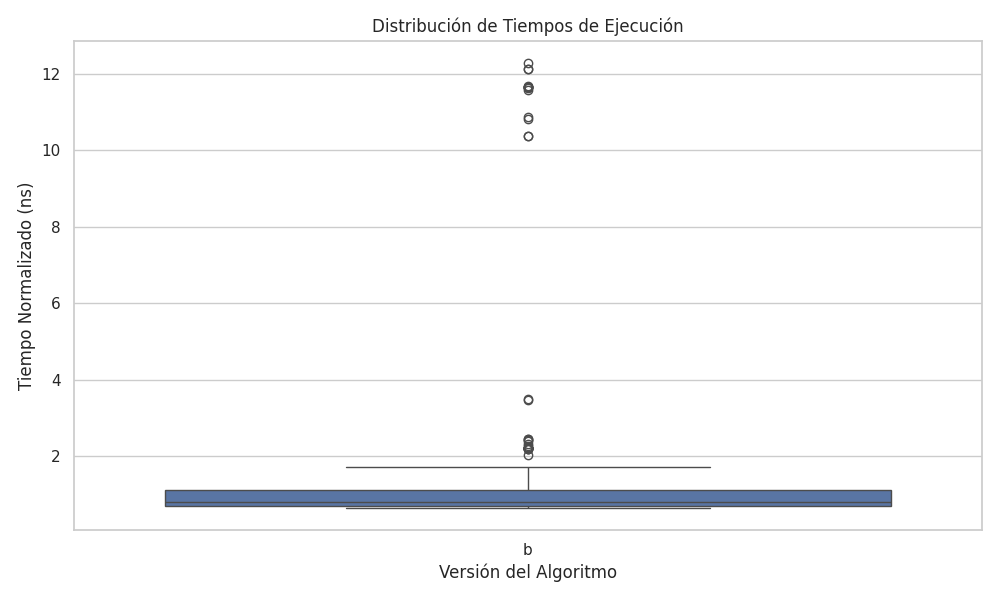 Distribución de Tiempos de Ejecución
Tiempo Normalizado (ns)
12
10
8
6
4
2
b
Versión del Algoritmo